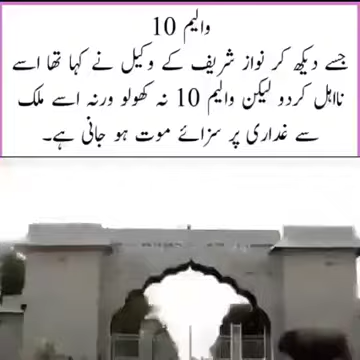 والیم 10
جسے دیکھ کر نواز شریف کے وکیل نے کہا تھا اسے
نااہل کردو لیکن والیم 10 نہ کھولو ورنہ اسے ملک
سے غداری پر سزائے موت ہو جانی ہے۔